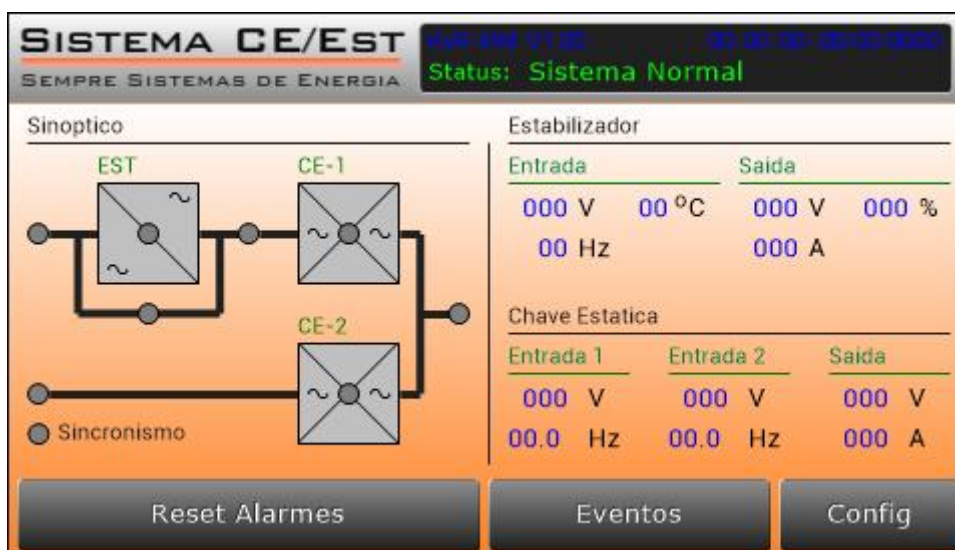 SISTEMA CE/EST
Status: Sistema Normal
SEMPRE SISTEMAS DE ENERGIA
Sinoptico
EST
CE-1
CE-2
Sincronismo
Estabilizador
Entrada Saida
000 V 00 °C 000 V 000 %
00 Hz 000 A
Chave Estatica
Entrada 1 Entrada 2 Saida
000 V 000 V 000 V
00.0 Hz 00.0 Hz 000 A
Reset Alarmes Eventos Config